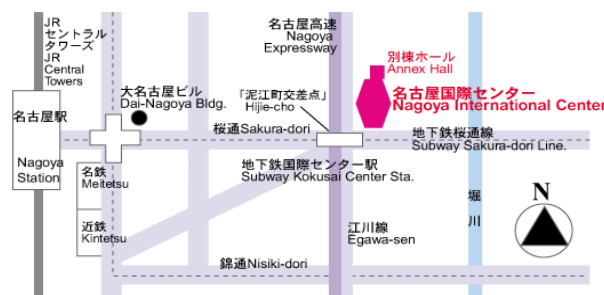 JR
セントラル
タワーズ
JR
Central
Towers
名古屋駅
Nagoya
Station
大名古屋ビル
Dai-Nagoya Bldg.
名鉄
Meitetsu
近鉄
Kintetsu
名古屋高速
Nagoya
Expressway
「泥江町交差点」
Hijie-cho
別棟ホール
Annex Hall
名古屋国際センター
Nagoya International Center
桜通Sakura-dori
地下鉄桜通線
Subway Sakura-dori Line.
地下鉄国際センター駅
Subway Kokusai Center Sta.
江川線
Egawa-sen
堀
川
N
錦通Nisiki-dori